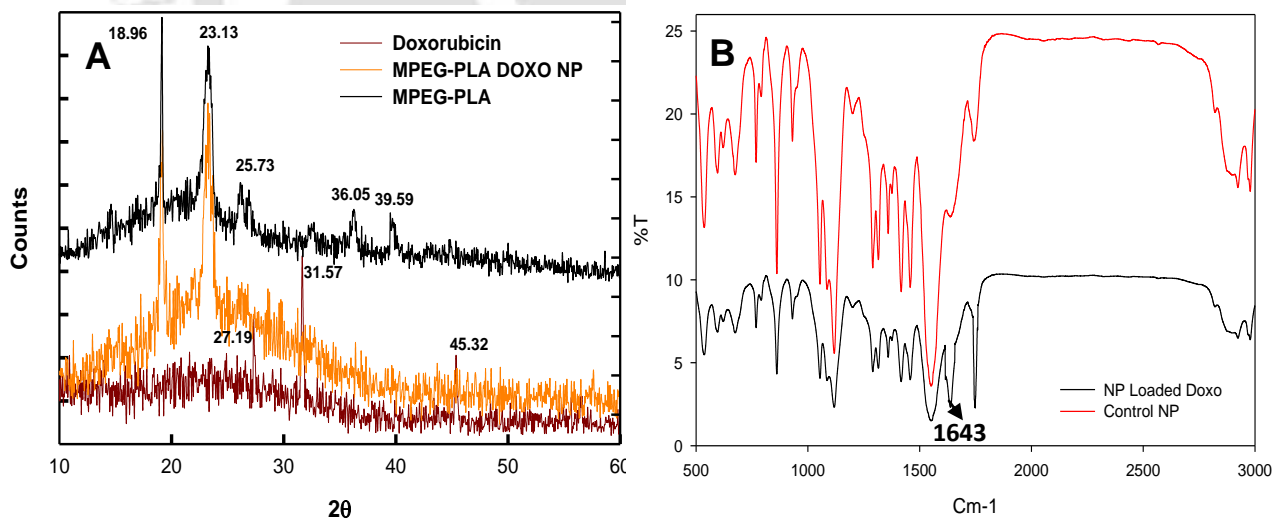 A
18.96
23.13
25.73
36.05
39.59
31.57
27.19
45.32
Doxorubicin
MPEG-PLA DOXO NP
MPEG-PLA
Counts
10
20
30
40
50
60
2θ
B
25
20
15
10
5
0
%T
1643
NP Loaded Doxo
Control NP
500
1000
1500
2000
2500
3000
Cm-1